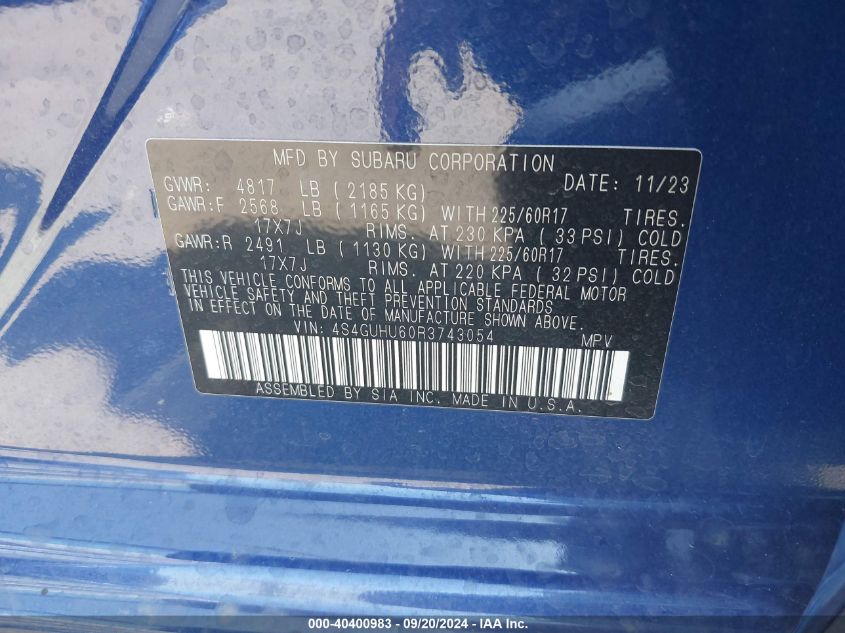 MFD BY SUBARU CORPORATION
GVWR: 4817 LB ( 2185 KG) DATE: 11/23
GAWR:F 2568 LB ( 1165 KG) WITH 225/60R17 TIRES.
17X7J RIMS. AT 230 KPA ( 33 PSI) COLD
GAWR:R 2491 LB ( 1130 KG) WITH 225/60R17 TIRES.
17X7J RIMS. AT 220 KPA ( 32 PSI) COLD
THIS VEHICLE CONFORMS TO ALL APPLICABLE FEDERAL MOTOR
VEHICLE SAFETY AND THEFT PREVENTION STANDARDS
IN EFFECT ON THE DATE OF MANUFACTURE SHOWN ABOVE.
VIN: 4S4GUHU60R3743054 MPV
ASSEMBLED BY SIA INC. MADE IN U.S.A.
000-40400983 - 09/20/2024 - IAA Inc.